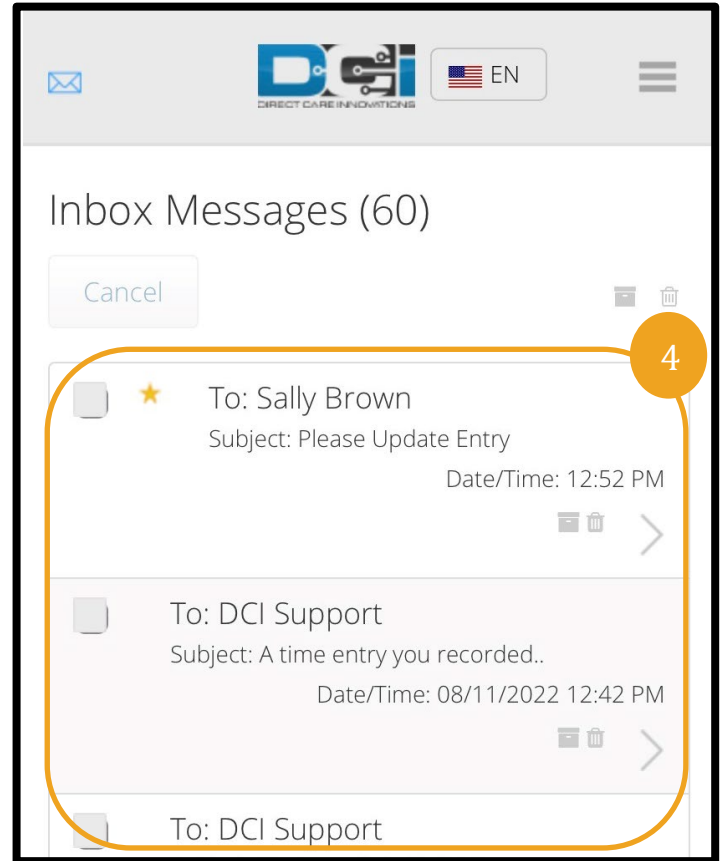 DCi
DIRECT CARE INNOVATIONS
EN
Inbox Messages (60)
Cancel
4
To: Sally Brown
Subject: Please Update Entry
Date/Time: 12:52 PM
To: DCI Support
Subject: A time entry you recorded..
Date/Time: 08/11/2022 12:42 PM
To: DCI Support